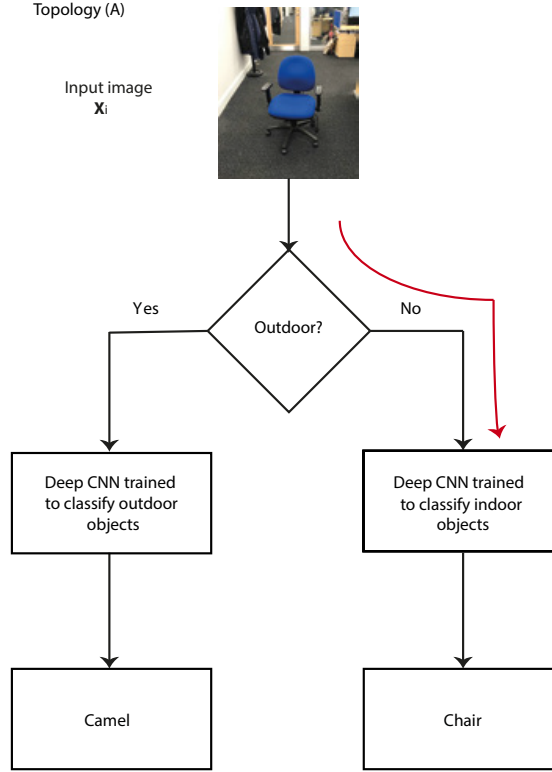 Topology (A)
Input image
Xi
Outdoor?
Yes
No
Deep CNN trained
to classify outdoor
objects
Deep CNN trained
to classify indoor
objects
Camel
Chair